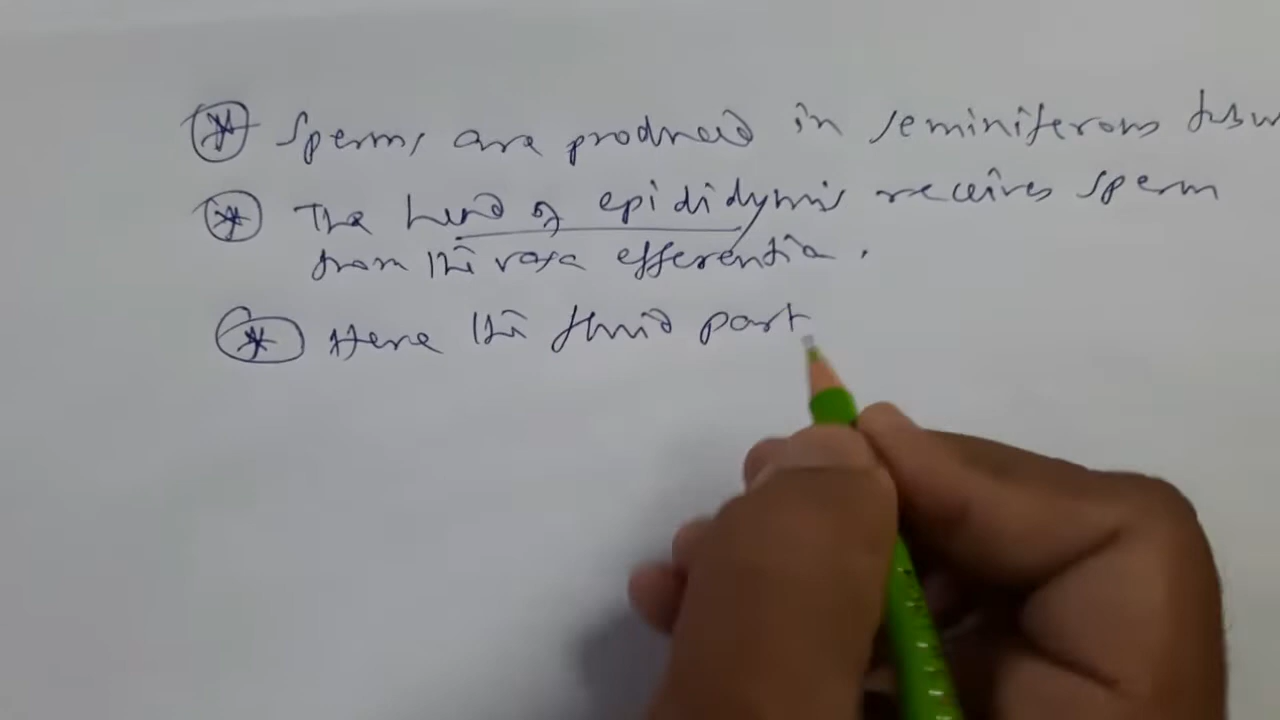 Sperms are produced in seminiferous
The head of epididymis receives sperm
from the vasa efferentia.
Here the fluid part